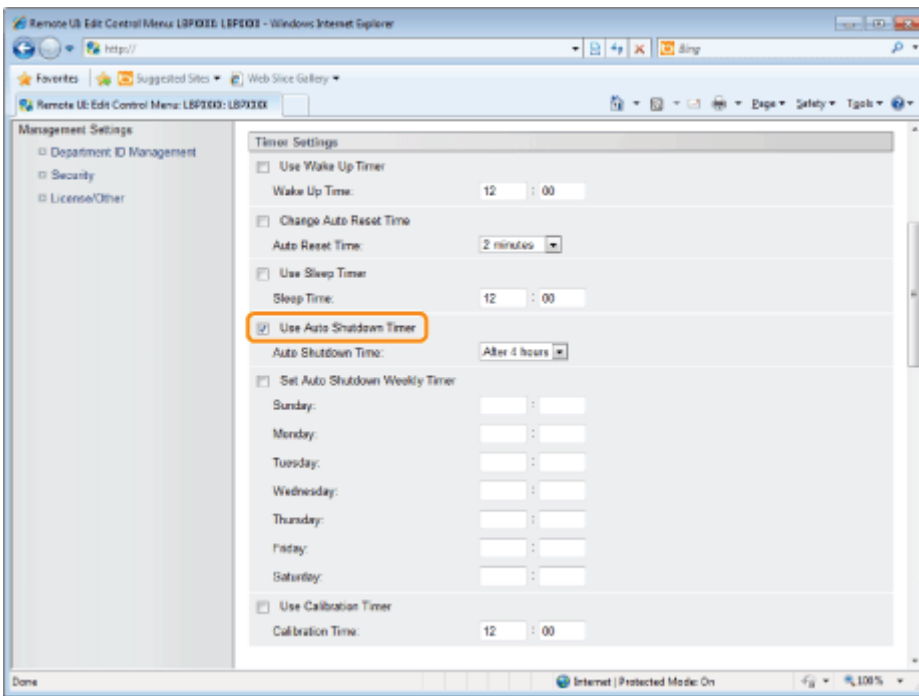 Remote UI: Edit Control Menu: LBPXXXX: LBPXXXX - Windows Internet Explorer
http://
Bing
Favorites Suggested Sites Web Slice Gallery
Remote UI: Edit Control Menu: LBPXXXX: LBPXXXX
Page Safety Tools
Management Settings
Department ID Management
Security
License/Other
Timer Settings
Use Wake Up Timer
Wake Up Time: 12 : 00
Change Auto Reset Time
Auto Reset Time: 2 minutes
Use Sleep Timer
Sleep Time: 12 : 00
Use Auto Shutdown Timer
Auto Shutdown Time: After 4 hours
Set Auto Shutdown Weekly Timer
Sunday: :
Monday: :
Tuesday: :
Wednesday: :
Thursday: :
Friday: :
Saturday: :
Use Calibration Timer
Calibration Time: 12 : 00
Done Internet | Protected Mode: On 100%